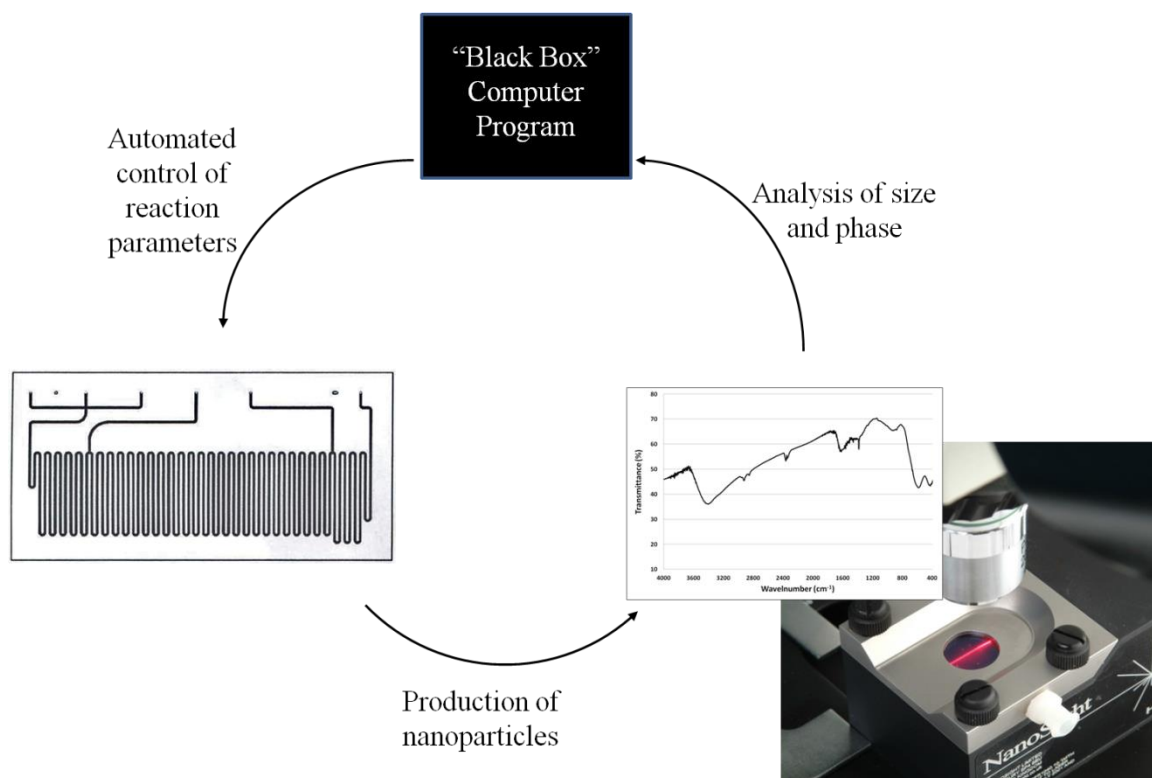 “Black Box”
Computer
Program
Automated
control of
reaction
parameters
Analysis of size
and phase
80
70
60
50
40
30
20
10
Transmittance (%)
4000 3600 3200 2800 2400 2000 1600 1200 800 400
Wavelnumber (cm-1)
Production of
nanoparticles
NanoSight